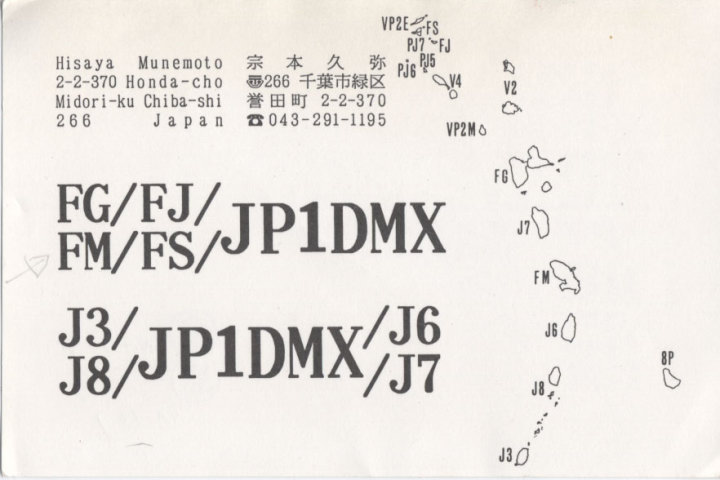 Hisaya Munemoto 宗本久弥
2-2-370 Honda-cho 〠266 千葉市緑区
Midori-ku Chiba-shi 誉田町 2-2-370
266 Japan ☎043-291-1195
FG/FJ/
FM/FS/JP1DMX
J3/
J8/JP1DMX/J6
/J7
VP2E
FS
PJ7
FJ
PJ5
PJ6
V4
V2
VP2M
FG
J7
FM
J6
8P
J8
J3